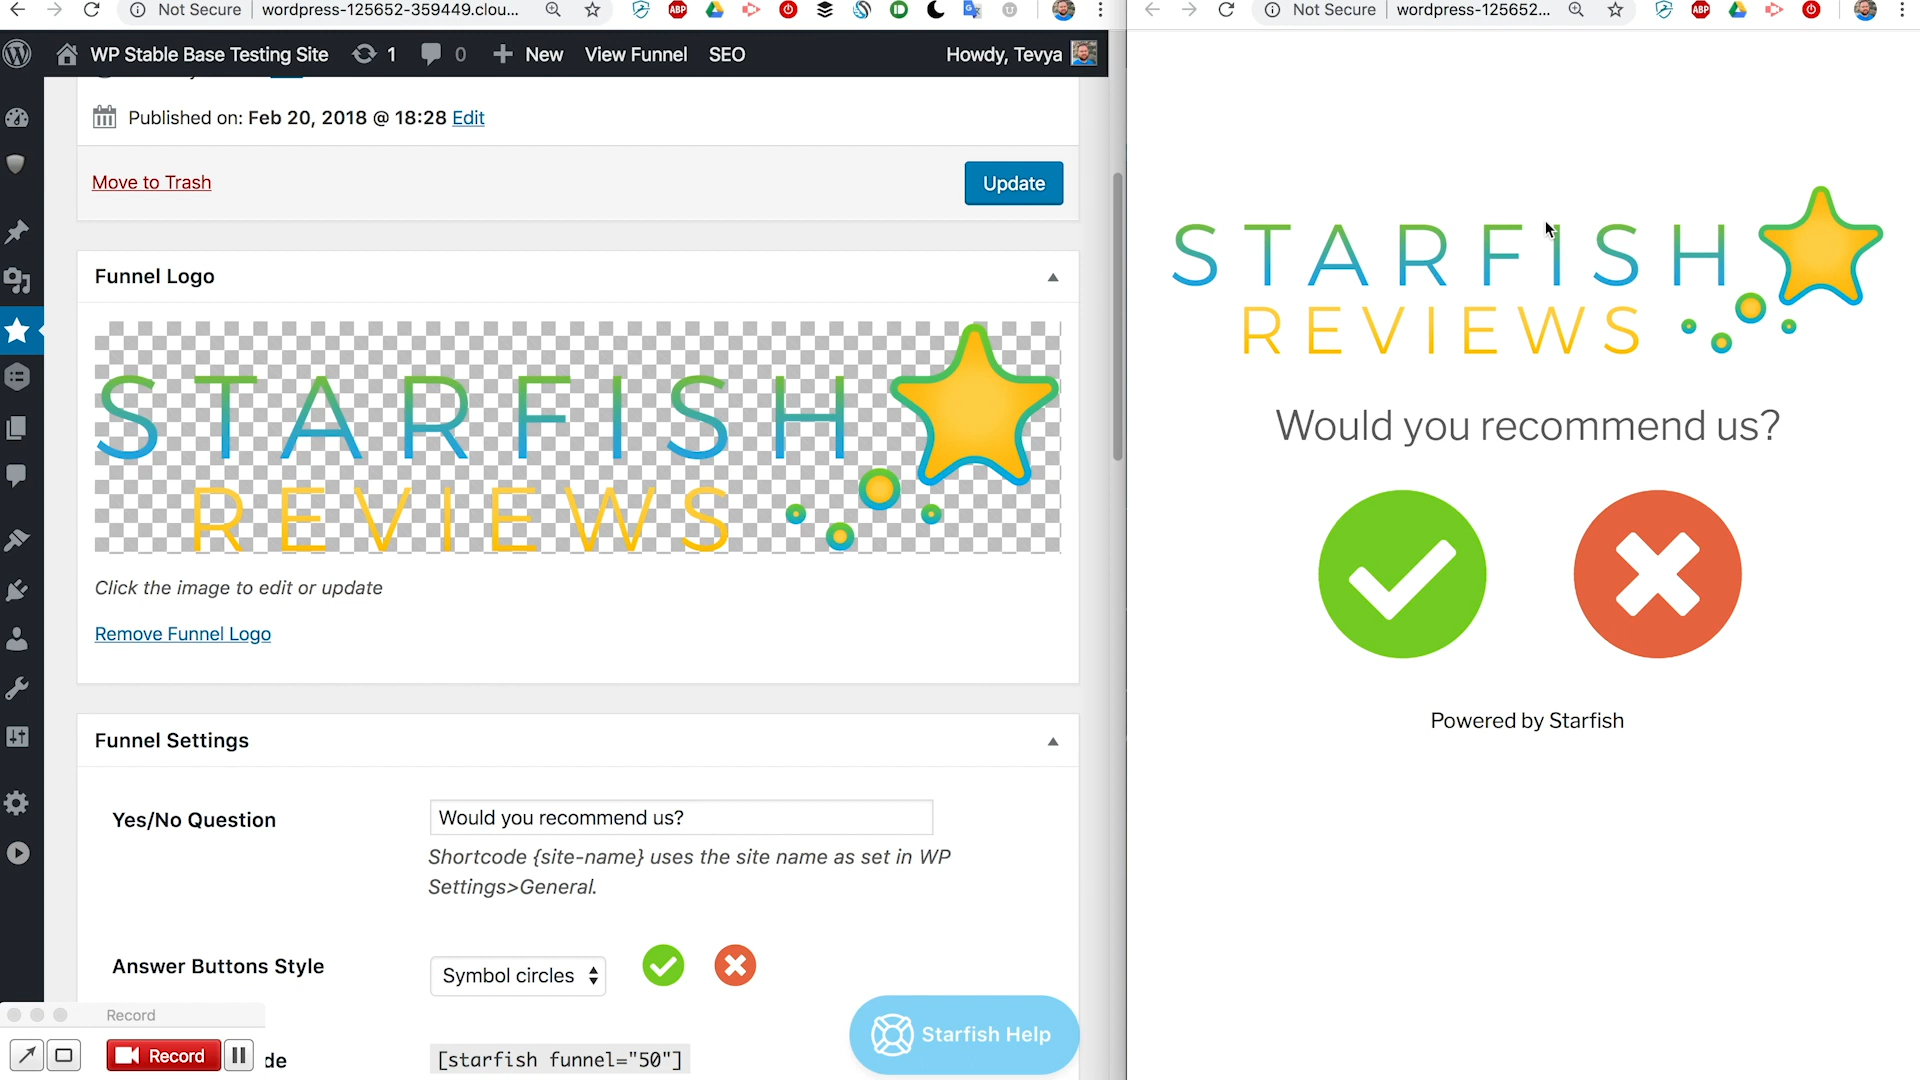 Not Secure
wordpress-125652-359449.clou...
WP Stable Base Testing Site
1
0
New
View Funnel
SEO
Howdy, Tevya
Published on: Feb 20, 2018 @ 18:28 Edit
Move to Trash
Update
Funnel Logo
STARFISH
REVIEWS
Click the image to edit or update
Remove Funnel Logo
Funnel Settings
Yes/No Question
Would you recommend us?
Shortcode {site-name} uses the site name as set in WP
Settings>General.
Answer Buttons Style
Symbol circles
Record
Record
de
[starfish funnel="50"]
Starfish Help
Not Secure
wordpress-125652...
ABP
ABP
STARFISH
REVIEWS
Would you recommend us?
Powered by Starfish